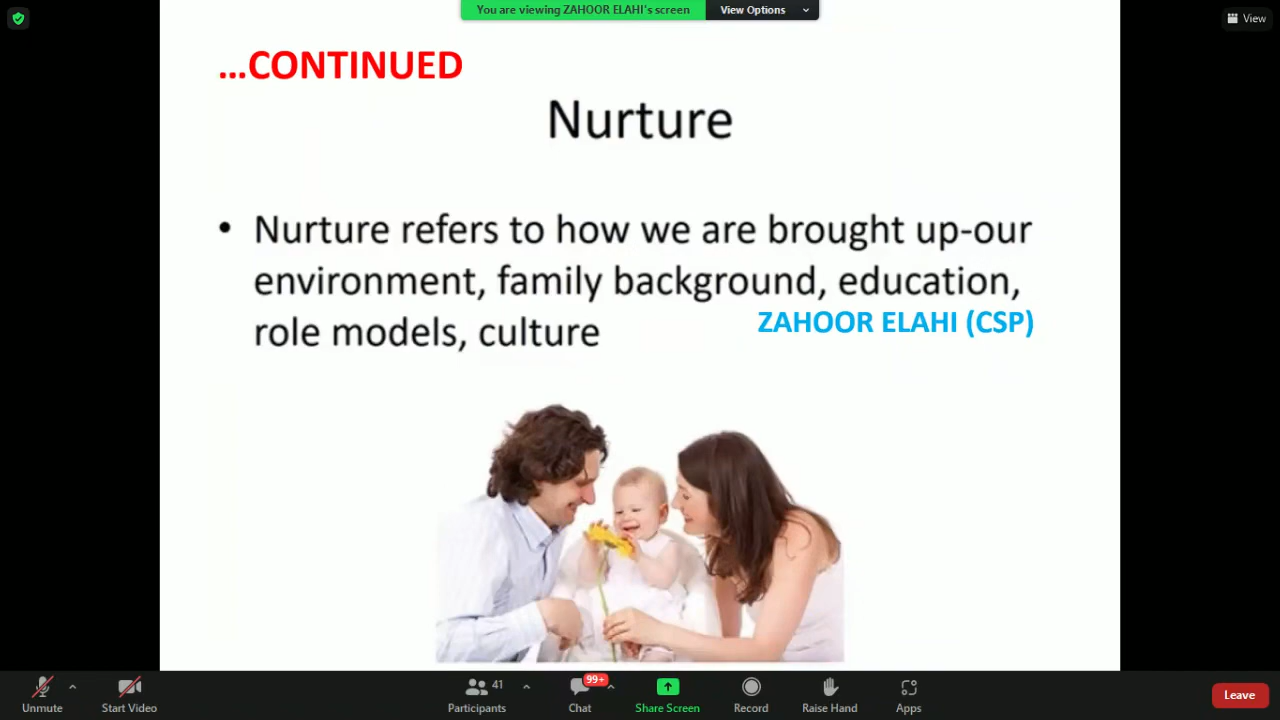 You are viewing ZAHOOR ELAHI's screen
View Options
View
...CONTINUED
Nurture
• Nurture refers to how we are brought up-our
environment, family background, education,
role models, culture
ZAHOOR ELAHI (CSP)
Unmute
Start Video
41
Participants
99+
Chat
Share Screen
Record
Raise Hand
Apps
Leave